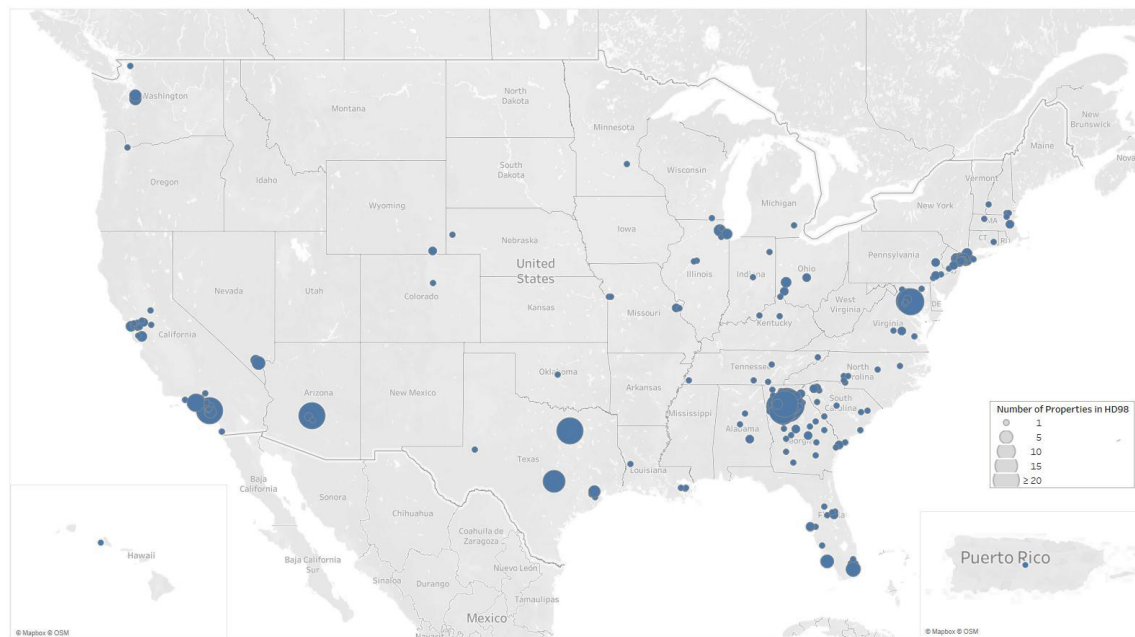 Washington
Montana
North
Dakota
Minnesota
New
Brunswick
Maine
Oregon
Idaho
South
Dakota
Wisconsin
Michigan
Vermont
New York
MA
CT
RI
Wyoming
Nebraska
Iowa
Pennsylvania
Nevada
Utah
Colorado
United
States
Kansas
Illinois
Indiana
Ohio
West
Virginia
DE
Missouri
Kentucky
Virginia
California
Arizona
New Mexico
Oklahoma
Arkansas
Tennessee
North
Carolina
South
Carolina
Mississippi
Alabama
Georgia
Texas
Louisiana
Baja
California
Sonora
Chihuahua
Coahuila de
Zaragoza
Baja California
Sur
Sinaloa
Durango
Nuevo León
Tamaulipas
Mexico
Florida
Number of Properties in HD98
1
5
10
15
≥ 20
Hawaii
Puerto Rico
© Mapbox © OSM
© Mapbox © OSM